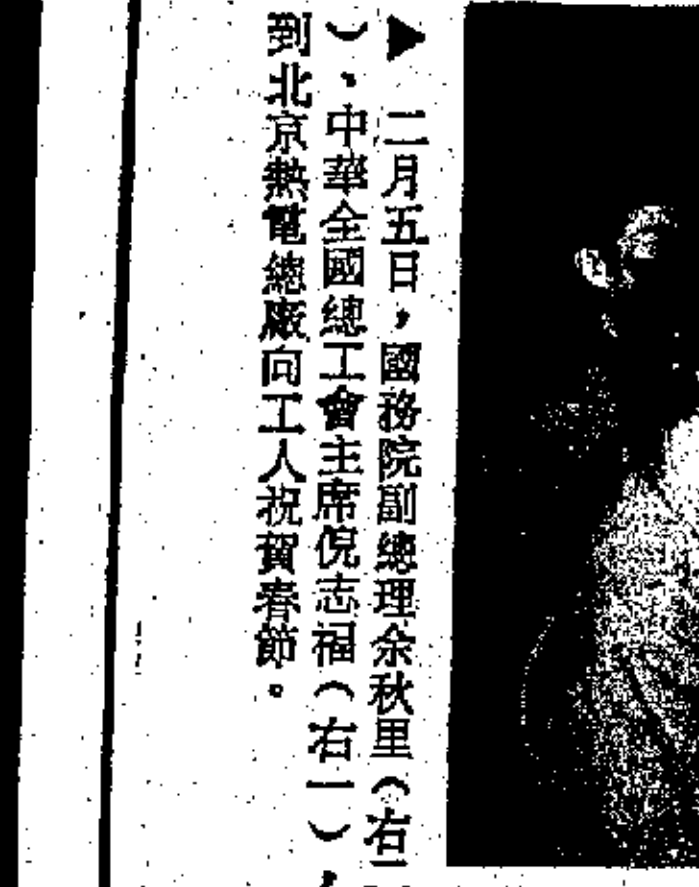 ▶ 二月五日，國務院副總理余秋里（右二
）、中華全國總工會主席倪志福（右一），
到北京熱電總廠向工人祝賀春節。